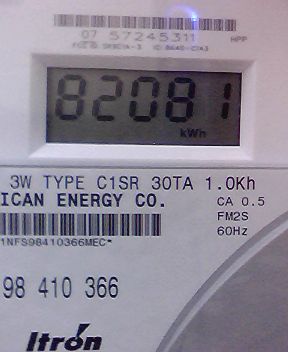 07 57245311
HPP
82081
kWh
3W TYPE C1SR 30TA 1.0Kh
ICAN ENERGY CO.
CA 0.5
FM2S
60Hz
1NFS98410366MEC*
98 410 366
Itron